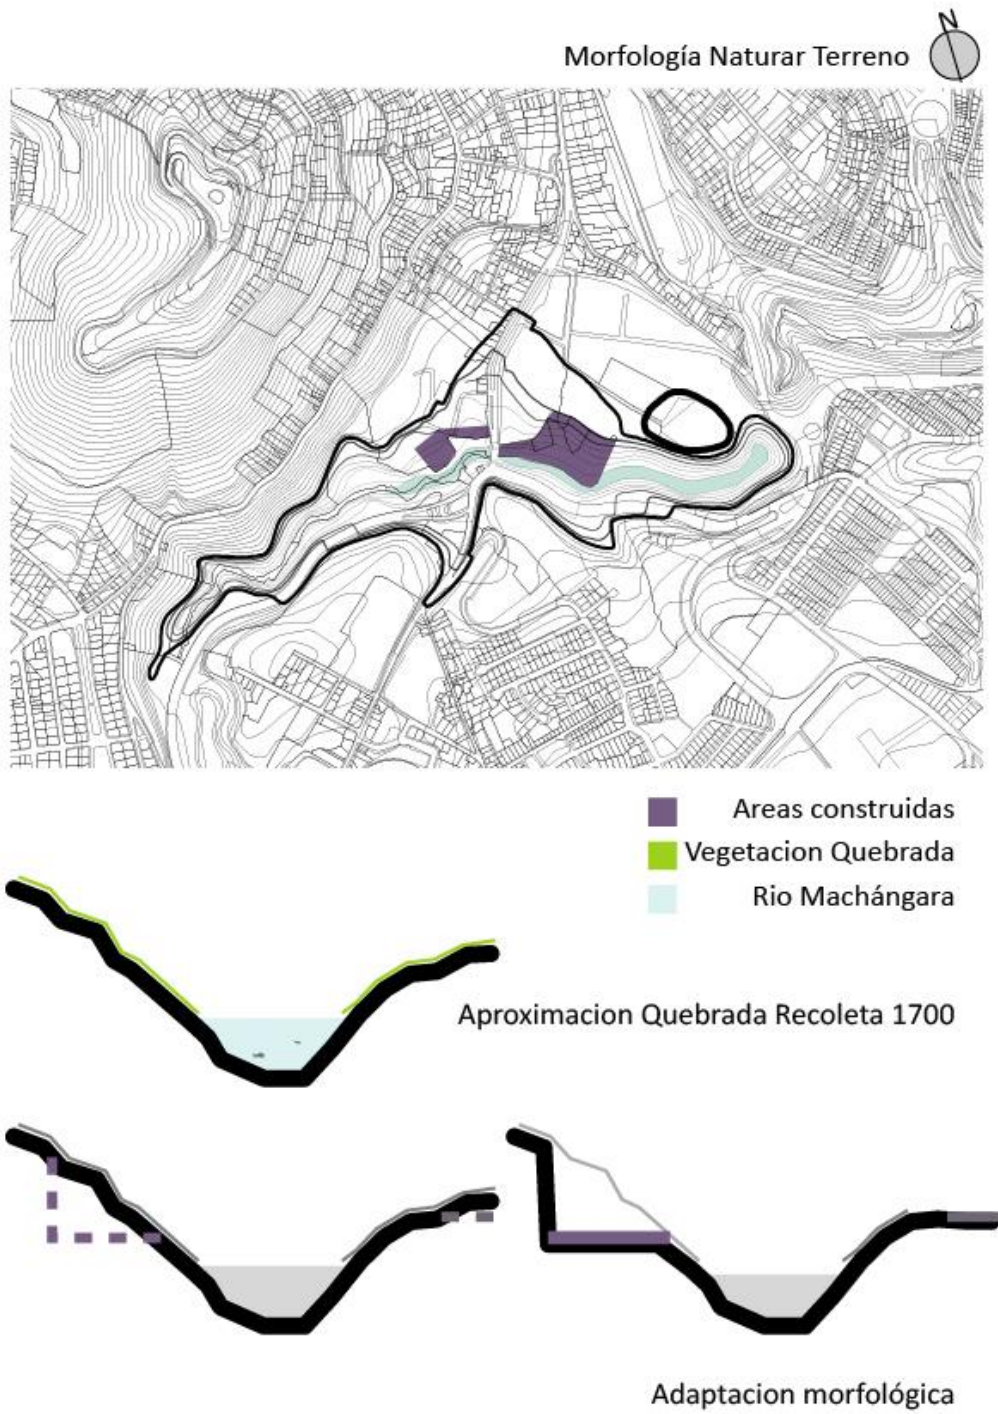 N
Morfología Naturar Terreno
Areas construidas
Vegetacion Quebrada
Rio Machángara
Aproximacion Quebrada Recoleta 1700
Adaptacion morfológica